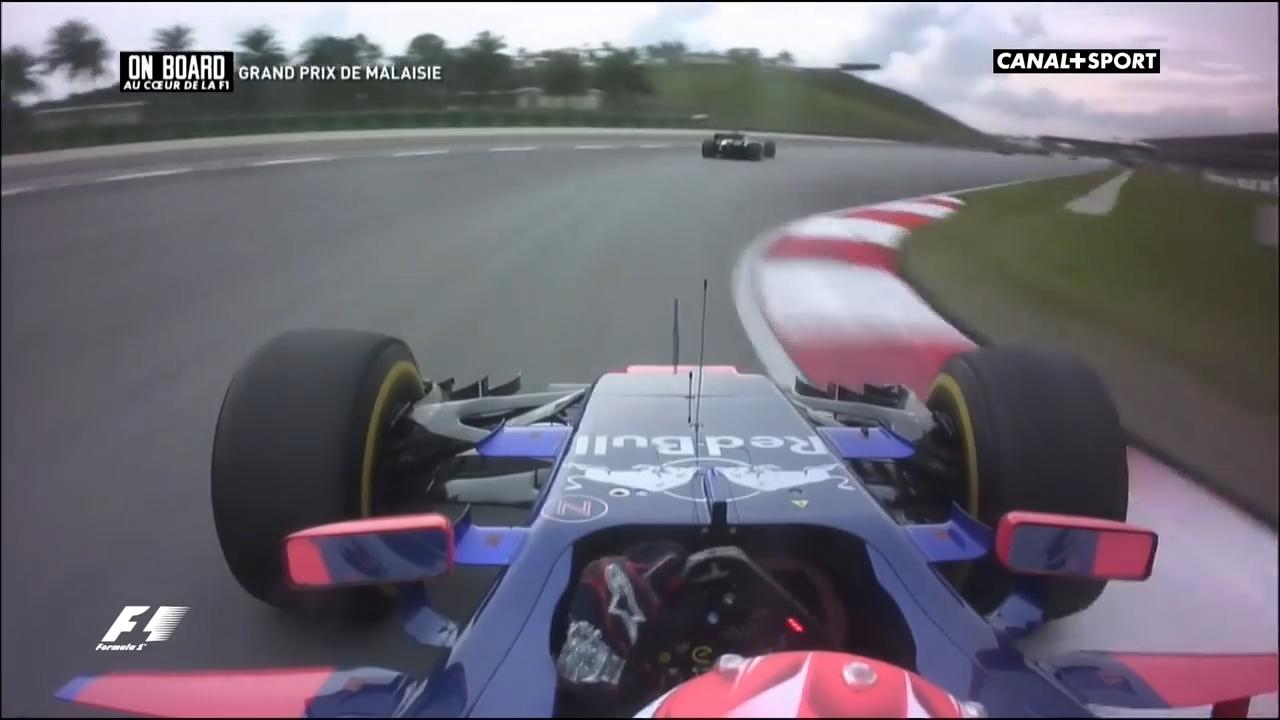 ON BOARD
AU CŒUR DE LA F1
GRAND PRIX DE MALAISIE
CANAL+SPORT
Red Bull
F1
Formula 1